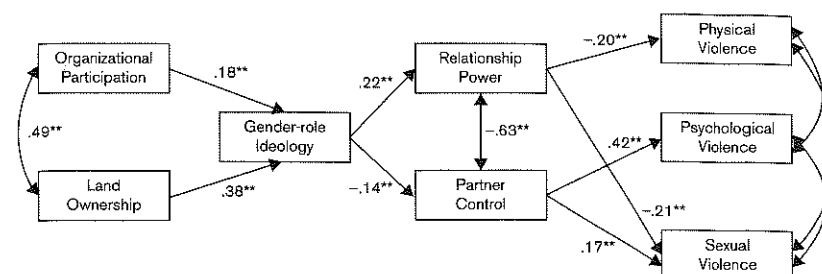 Organizational
Participation
Land
Ownership
.49**
.18**
.38**
Gender-role
Ideology
.22**
-.14**
Relationship
Power
-.63**
Partner
Control
-.20**
.42**
-.21**
.17**
Physical
Violence
Psychological
Violence
Sexual
Violence